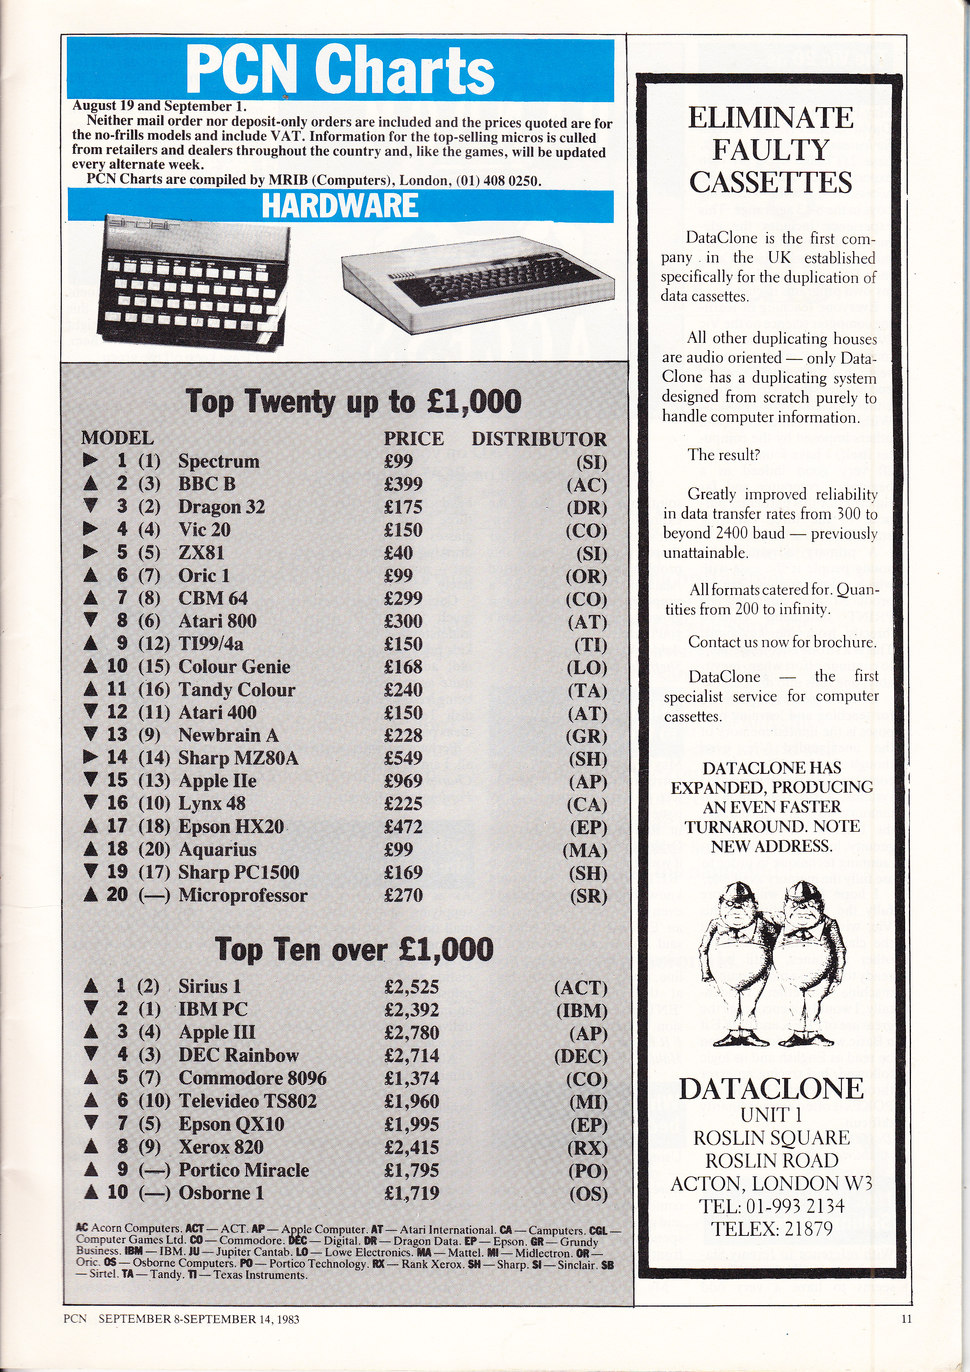 PCN Charts
August 19 and September 1.
Neither mail order nor deposit-only orders are included and the prices quoted are for
the no-frills models and include VAT. Information for the top-selling micros is culled
from retailers and dealers throughout the country and, like the games, will be updated
every alternate week.
PCN Charts are compiled by MRIB (Computers), London, (01) 408 0250.
HARDWARE
sinclair
Top Twenty up to £1,000
MODEL PRICE DISTRIBUTOR
▶ 1 (1) Spectrum £99 (SI)
▲ 2 (3) BBC B £399 (AC)
▼ 3 (2) Dragon 32 £175 (DR)
▶ 4 (4) Vic 20 £150 (CO)
▶ 5 (5) ZX81 £40 (SI)
▲ 6 (7) Oric 1 £99 (OR)
▲ 7 (8) CBM 64 £299 (CO)
▼ 8 (6) Atari 800 £300 (AT)
▲ 9 (12) TI99/4a £150 (TI)
▲ 10 (15) Colour Genie £168 (LO)
▲ 11 (16) Tandy Colour £240 (TA)
▼ 12 (11) Atari 400 £150 (AT)
▼ 13 (9) Newbrain A £228 (GR)
▶ 14 (14) Sharp MZ80A £549 (SH)
▼ 15 (13) Apple IIe £969 (AP)
▼ 16 (10) Lynx 48 £225 (CA)
▲ 17 (18) Epson HX20 £472 (EP)
▲ 18 (20) Aquarius £99 (MA)
▼ 19 (17) Sharp PC1500 £169 (SH)
▲ 20 (—) Microprofessor £270 (SR)
Top Ten over £1,000
▲ 1 (2) Sirius 1 £2,525 (ACT)
▼ 2 (1) IBM PC £2,392 (IBM)
▲ 3 (4) Apple III £2,780 (AP)
▼ 4 (3) DEC Rainbow £2,714 (DEC)
▲ 5 (7) Commodore 8096 £1,374 (CO)
▲ 6 (10) Televideo TS802 £1,960 (MI)
▼ 7 (5) Epson QX10 £1,995 (EP)
▲ 8 (9) Xerox 820 £2,415 (RX)
▲ 9 (—) Portico Miracle £1,795 (PO)
▲ 10 (—) Osborne 1 £1,719 (OS)
AC Acorn Computers. ACT — ACT. AP — Apple Computer. AT — Atari International. CA — Camputers. CGL —
Computer Games Ltd. CO — Commodore. DEC — Digital. DR — Dragon Data. EP — Epson. GR — Grundy
Business. IBM — IBM. JU — Jupiter Cantab. LO — Lowe Electronics. MA — Mattel. MI — Midlectron. OR —
Oric. OS — Osborne Computers. PO — Portico Technology. RX — Rank Xerox. SH — Sharp. SI — Sinclair. SB
— Sirtel. TA — Tandy. TI — Texas Instruments.
ELIMINATE
FAULTY
CASSETTES
DataClone is the first com-
pany in the UK established
specifically for the duplication of
data cassettes.
All other duplicating houses
are audio oriented — only Data-
Clone has a duplicating system
designed from scratch purely to
handle computer information.
The result?
Greatly improved reliability
in data transfer rates from 300 to
beyond 2400 baud — previously
unattainable.
All formats catered for. Quan-
tities from 200 to infinity.
Contact us now for brochure.
DataClone — the first
specialist service for computer
cassettes.
DATACLONE HAS
EXPANDED, PRODUCING
AN EVEN FASTER
TURNAROUND. NOTE
NEW ADDRESS.
DATACLONE
UNIT 1
ROSLIN SQUARE
ROSLIN ROAD
ACTON, LONDON W3
TEL: 01-993 2134
TELEX: 21879
PCN SEPTEMBER 8-SEPTEMBER 14, 1983
11